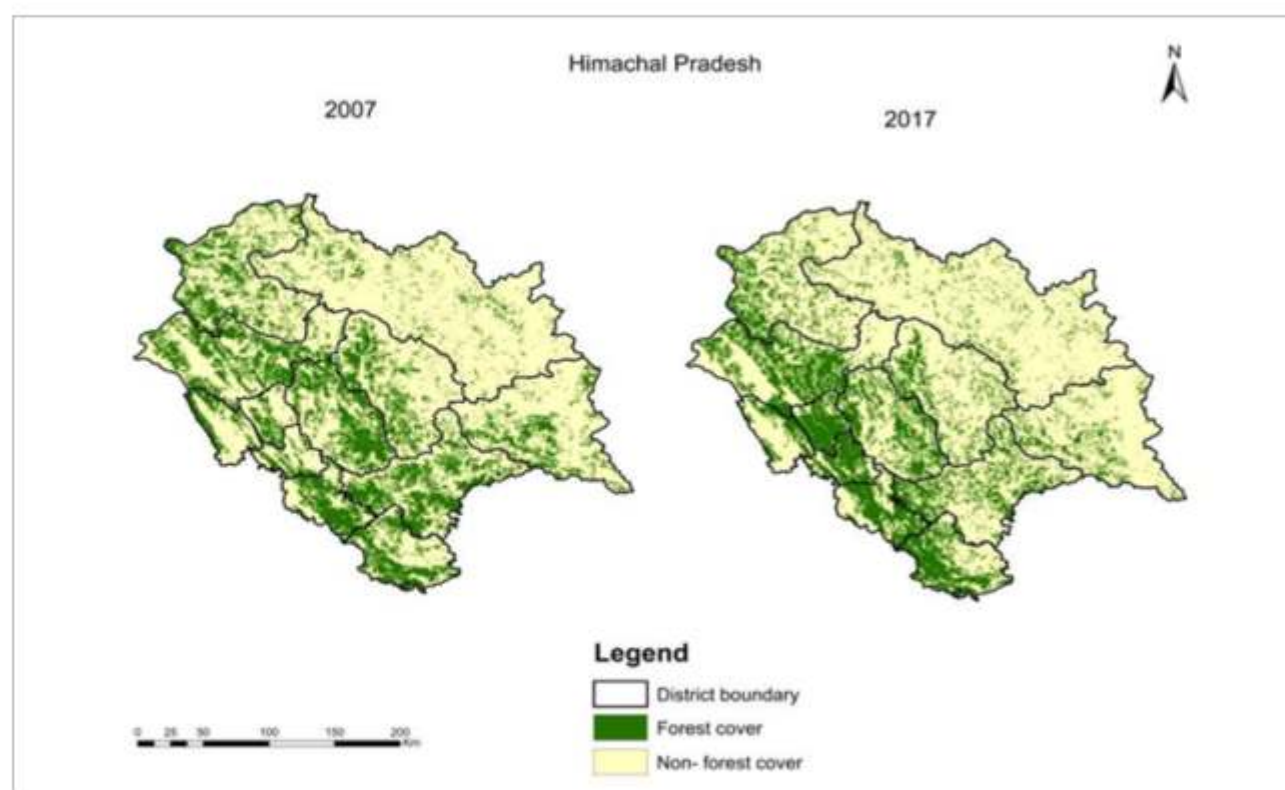 Himachal Pradesh
N
2007
2017
Legend
District boundary
Forest cover
Non- forest cover
0 25 50 100 150 200
Km